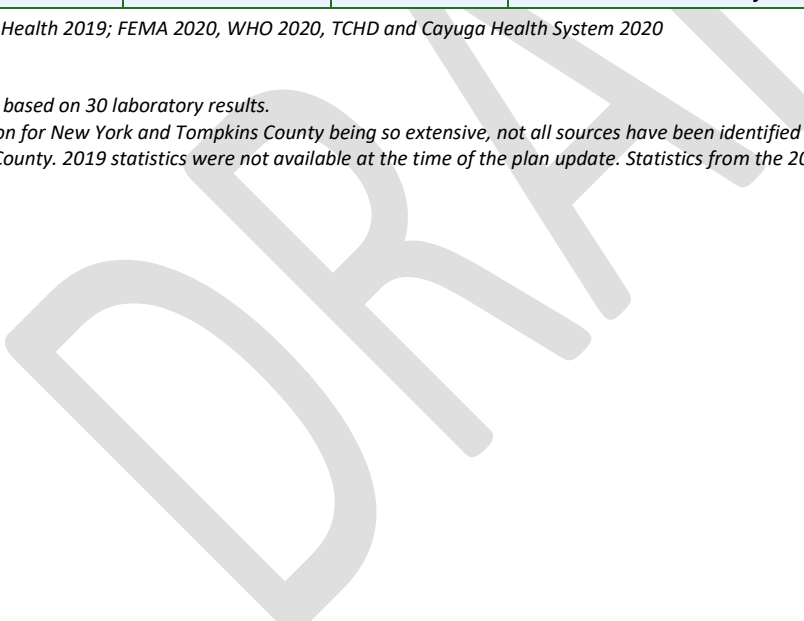 Health 2019; FEMA 2020, WHO 2020, TCHD and Cayuga Health System 2020
based on 30 laboratory results.
on for New York and Tompkins County being so extensive, not all sources have been identified
County. 2019 statistics were not available at the time of the plan update. Statistics from the 20
DRA